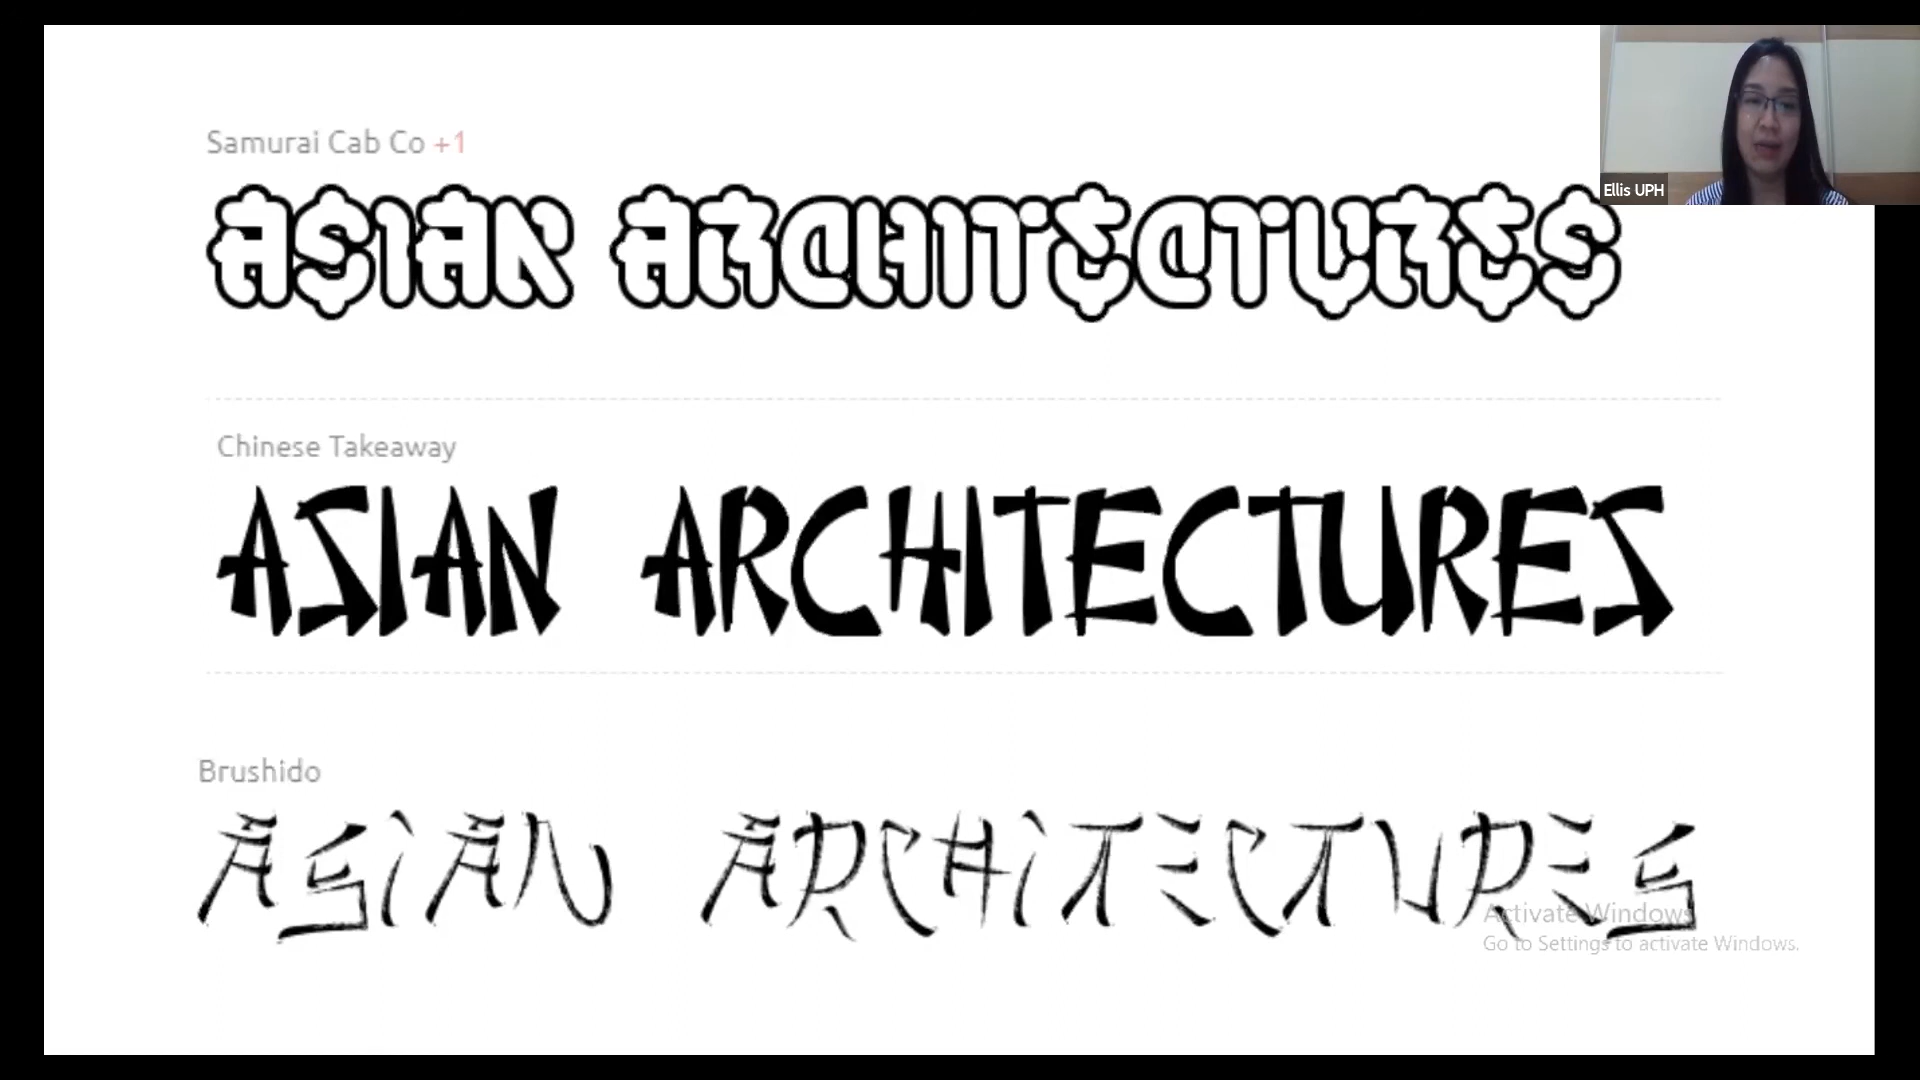 Samurai Cab Co +1
ASIAN ARCHITECTURES
Ellis UPH
Chinese Takeaway
ASIAN ARCHITECTURES
Brushido
ASIAN ARCHITECTURES
Activate Windows
Go to Settings to activate Windows.